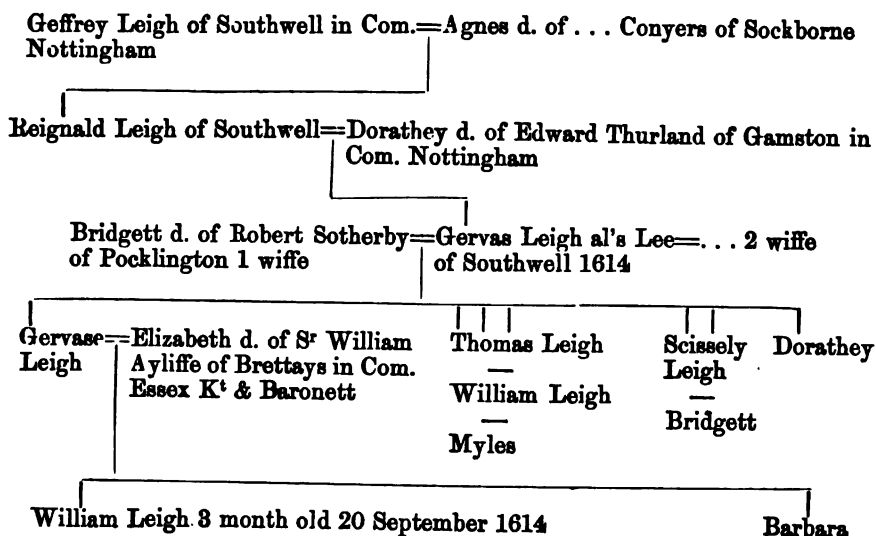 Geffrey Leigh of Southwell in Com.=Agnes d. of ... Conyers of Sockborne
Nottingham
Reignald Leigh of Southwell=Dorathey d. of Edward Thurland of Gamston in
Com. Nottingham
Bridgett d. of Robert Sotherby=Gervas Leigh al's Lee=... 2 wiffe
of Pocklington 1 wiffe
of Southwell 1614
Gervase=Elizabeth d. of Sr William
Leigh
Ayliffe of Brettays in Com.
Essex Kt & Baronett
Thomas Leigh
—
William Leigh
—
Myles
Scissely
Leigh
—
Bridgett
Dorathey
William Leigh 3 month old 20 September 1614
Barbara